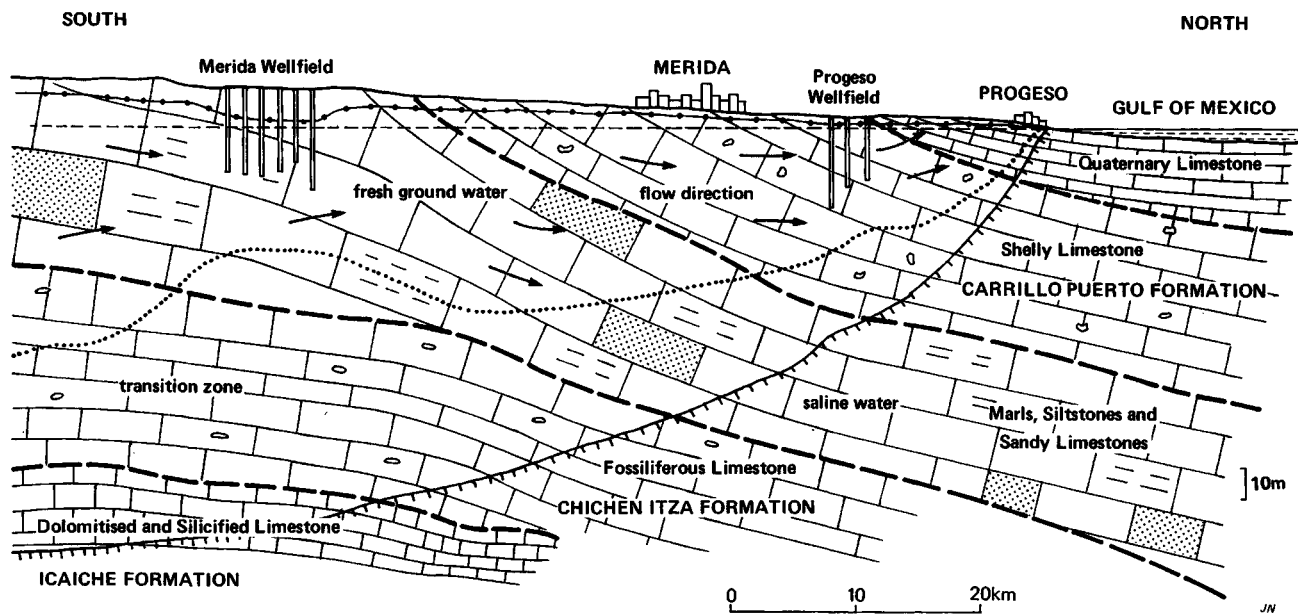 SOUTH
NORTH
Merida Wellfield
MERIDA
Progeso
Wellfield
PROGESO
GULF OF MEXICO
Quaternary Limestone
fresh ground water
flow direction
Shelly Limestone
CARRILLO PUERTO FORMATION
transition zone
saline water
Marls, Siltstones and
Sandy Limestones
Fossiliferous Limestone
10m
CHICHEN ITZA FORMATION
Dolomitised and Silicified Limestone
ICAICHE FORMATION
0 10 20km
JN